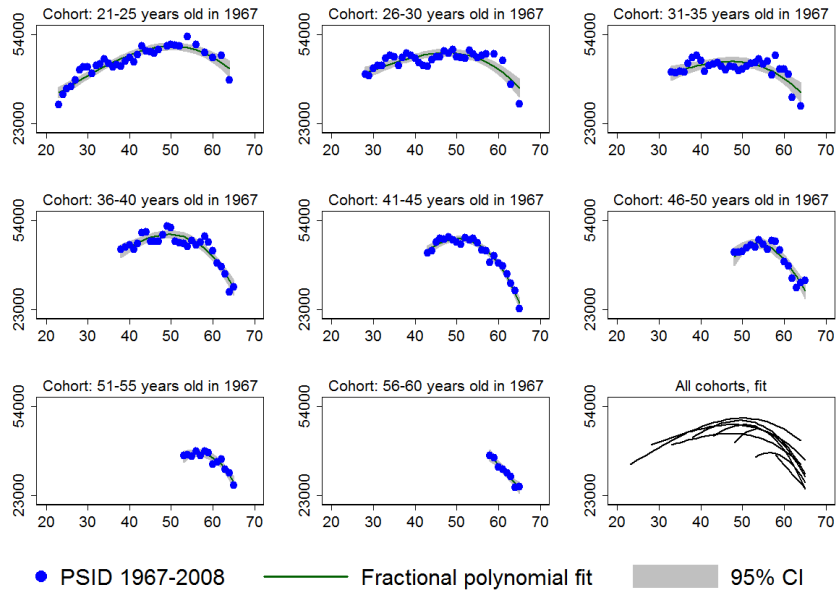 Cohort: 21-25 years old in 1967
54000
23000
20 30 40 50 60 70
Cohort: 26-30 years old in 1967
54000
23000
20 30 40 50 60 70
Cohort: 31-35 years old in 1967
54000
23000
20 30 40 50 60 70
Cohort: 36-40 years old in 1967
54000
23000
20 30 40 50 60 70
Cohort: 41-45 years old in 1967
54000
23000
20 30 40 50 60 70
Cohort: 46-50 years old in 1967
54000
23000
20 30 40 50 60 70
Cohort: 51-55 years old in 1967
54000
23000
20 30 40 50 60 70
Cohort: 56-60 years old in 1967
54000
23000
20 30 40 50 60 70
All cohorts, fit
54000
23000
20 30 40 50 60 70
PSID 1967-2008 Fractional polynomial fit 95% CI